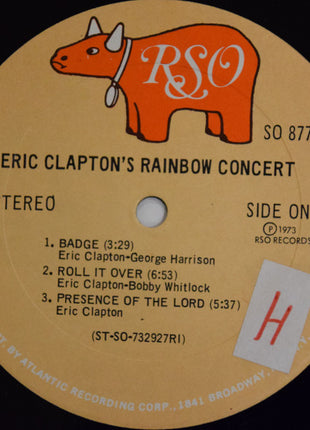 RSO
SO 877
ERIC CLAPTON'S RAINBOW CONCERT
STEREO
SIDE ON
Ⓟ 1973
RSO RECORDS
1. BADGE (3:29)
Eric Clapton-George Harrison
2. ROLL IT OVER (6:53)
Eric Clapton-Bobby Whitlock
3. PRESENCE OF THE LORD (5:37)
Eric Clapton
(ST-SO-732927RI)
H
BY ATLANTIC RECORDING CORP., 1841 BROADWAY,